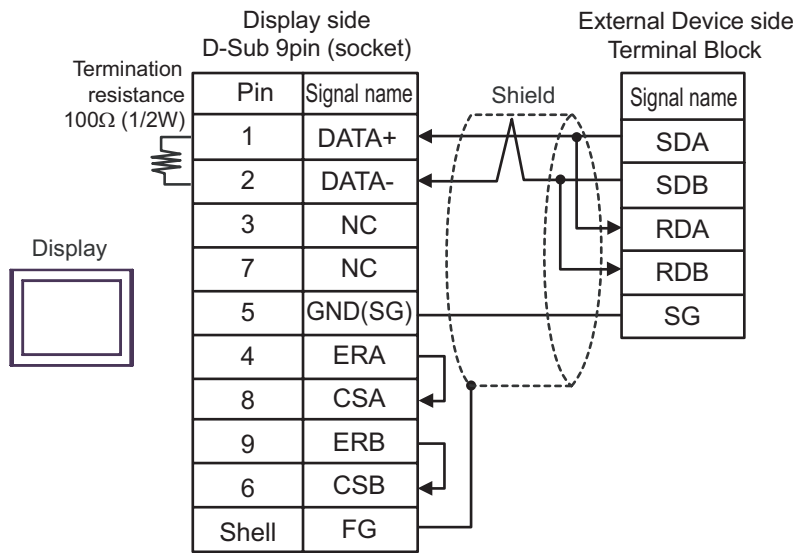 Display side
D-Sub 9pin (socket)
External Device side
Terminal Block
Termination
resistance
100Ω (1/2W)
Shield
Display
Pin Signal name
1 DATA+
2 DATA-
3 NC
7 NC
5 GND(SG)
4 ERA
8 CSA
9 ERB
6 CSB
Shell FG
Signal name
SDA
SDB
RDA
RDB
SG